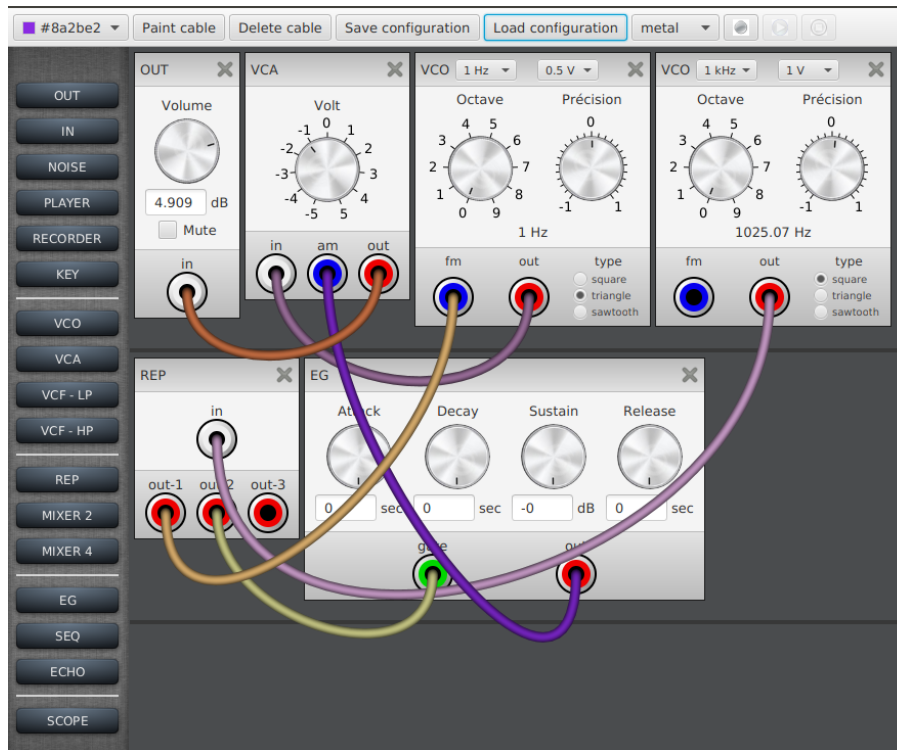 #8a2be2 Paint cable Delete cable Save configuration Load configuration metal
OUT
IN
NOISE
PLAYER
RECORDER
KEY
VCO
VCA
VCF - LP
VCF - HP
REP
MIXER 2
MIXER 4
EG
SEQ
ECHO
SCOPE
OUT
Volume
4.909 dB
Mute
in
VCA
Volt
-5 -4 -3 -2 -1 0 1 2 3 4 5
in am out
VCO 1 Hz 0.5 V
Octave Précision
0 1 2 3 4 5 6 7 8 9
-1 0 1
1 Hz
fm out type
square
triangle
sawtooth
VCO 1 kHz 1 V
Octave Précision
0 1 2 3 4 5 6 7 8 9
-1 0 1
1025.07 Hz
fm out type
square
triangle
sawtooth
REP
in
out-1 out-2 out-3
EG
Attack Decay Sustain Release
0 sec 0 sec -0 dB 0 sec
gate out